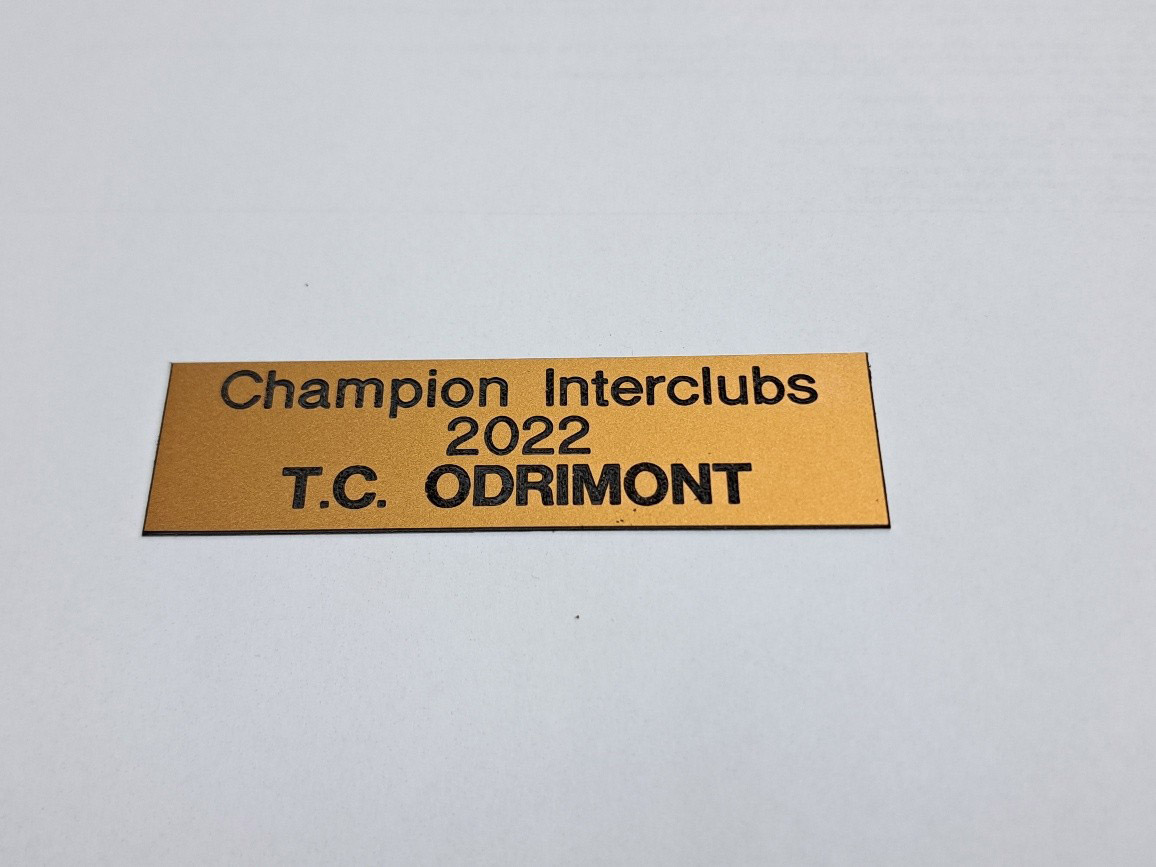 Champion Interclubs
2022
T.C. ODRIMONT